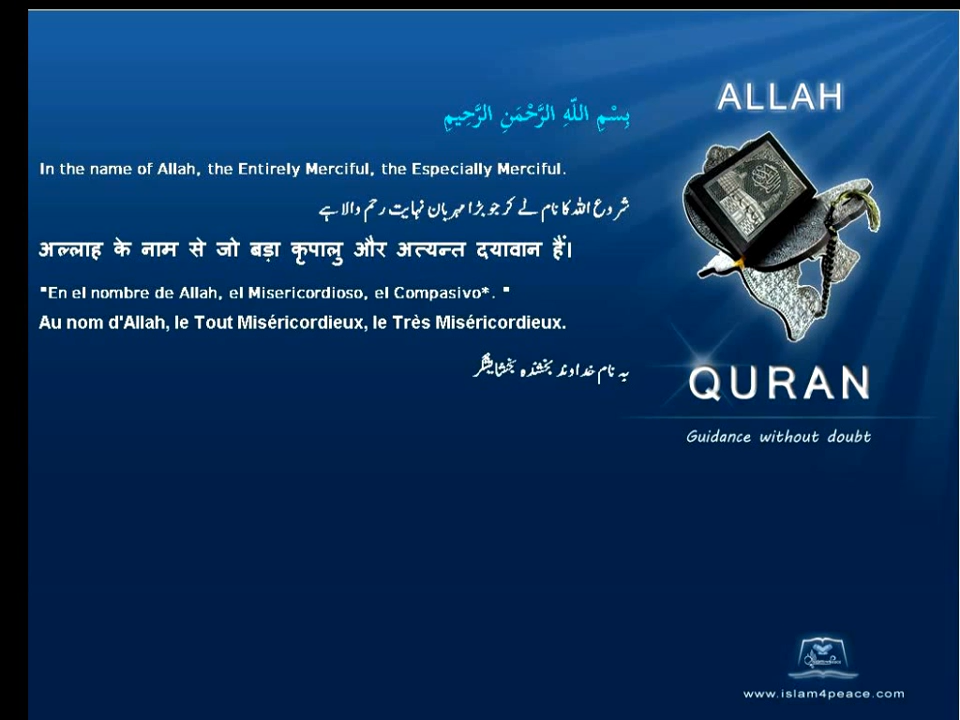 بِسْمِ اللّهِ الرَّحْمَنِ الرَّحِيمِ
In the name of Allah, the Entirely Merciful, the Especially Merciful.
شروع الله کا نام لے کر جو بڑا مہربان نہایت رحم والا ہے
अल्लाह के नाम से जो बड़ा कृपालु और अत्यन्त दयावान हैं।
"En el nombre de Allah, el Misericordioso, el Compasivo*. "
Au nom d'Allah, le Tout Miséricordieux, le Très Miséricordieux.
به نام خداوند بخشنده بخشایشگر
ALLAH
QURAN
Guidance without doubt
www.islam4peace.com